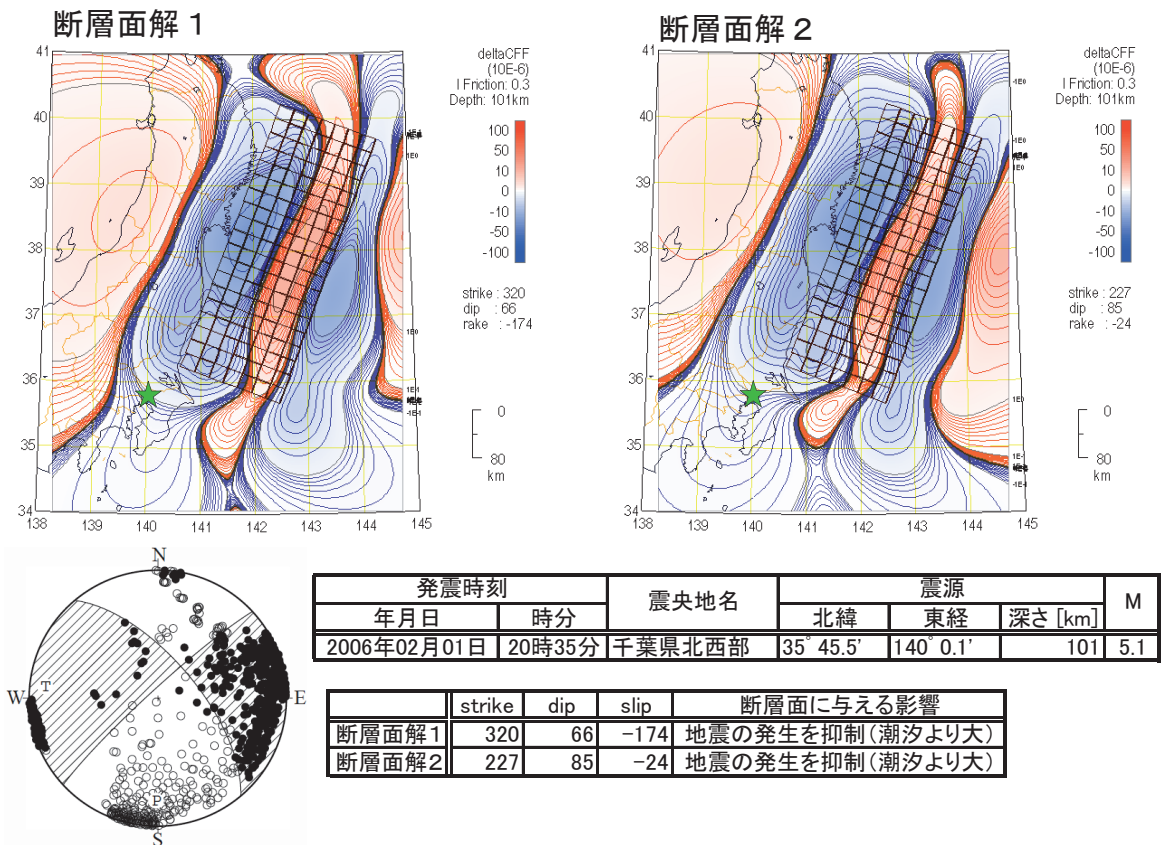 断層面解1
断層面解2
41
40
39
38
37
36
35
34
138
139
140
141
142
143
144
145
deltaCFF
(10E-6)
l Friction: 0.3
Depth: 101km
100
50
10
0
-10
-50
-100
strike : 320
dip : 66
rake : -174
0
80
km
1E0
41
40
39
38
37
36
35
34
138
139
140
141
142
143
144
145
deltaCFF
(10E-6)
l Friction: 0.3
Depth: 101km
100
50
10
0
-10
-50
-100
strike : 227
dip : 85
rake : -24
0
80
km
N
W
T
E
P
S
発震時刻 震央地名 震源 M
年月日 時分 北緯 東経 深さ [km]
2006年02月01日 20時35分 千葉県北西部 35ﾟ 45.5' 140ﾟ 0.1' 101 5.1
strike dip slip 断層面に与える影響
断層面解1 320 66 -174 地震の発生を抑制(潮汐より大)
断層面解2 227 85 -24 地震の発生を抑制(潮汐より大)